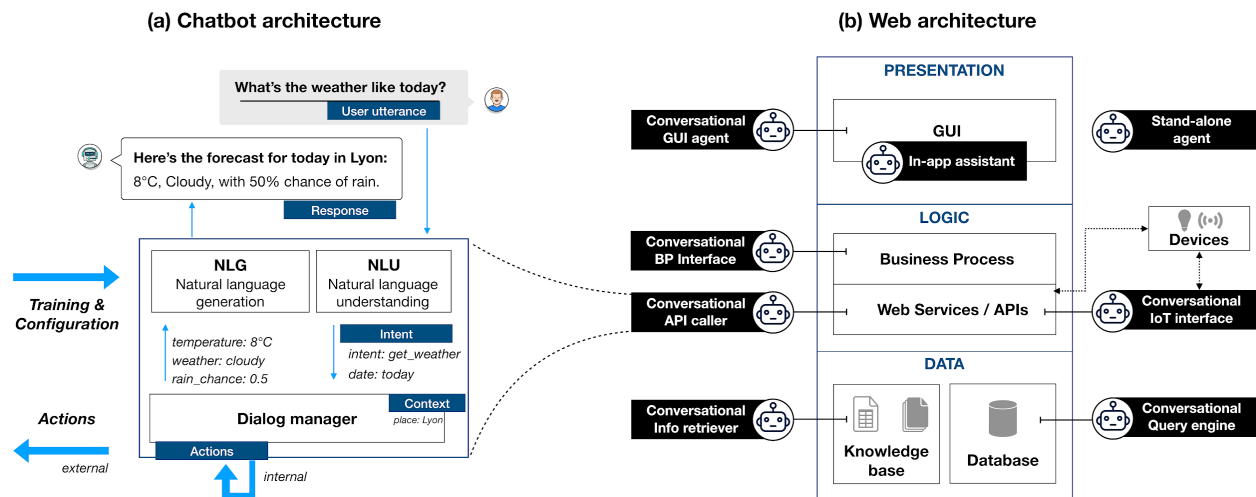 (a) Chatbot architecture
What's the weather like today?
User utterance
Here's the forecast for today in Lyon:
8°C, Cloudy, with 50% chance of rain.
Response
NLG
Natural language
generation
NLU
Natural language
understanding
Training &
Configuration
temperature: 8°C
weather: cloudy
rain_chance: 0.5
Intent
intent: get_weather
date: today
Context
place: Lyon
Dialog manager
Actions
Actions
external
internal
(b) Web architecture
PRESENTATION
Conversational
GUI agent
GUI
In-app assistant
Stand-alone
agent
LOGIC
Conversational
BP Interface
Business Process
Devices
Conversational
API caller
Web Services / APIs
Conversational
IoT interface
DATA
Conversational
Info retriever
Knowledge
base
Database
Conversational
Query engine